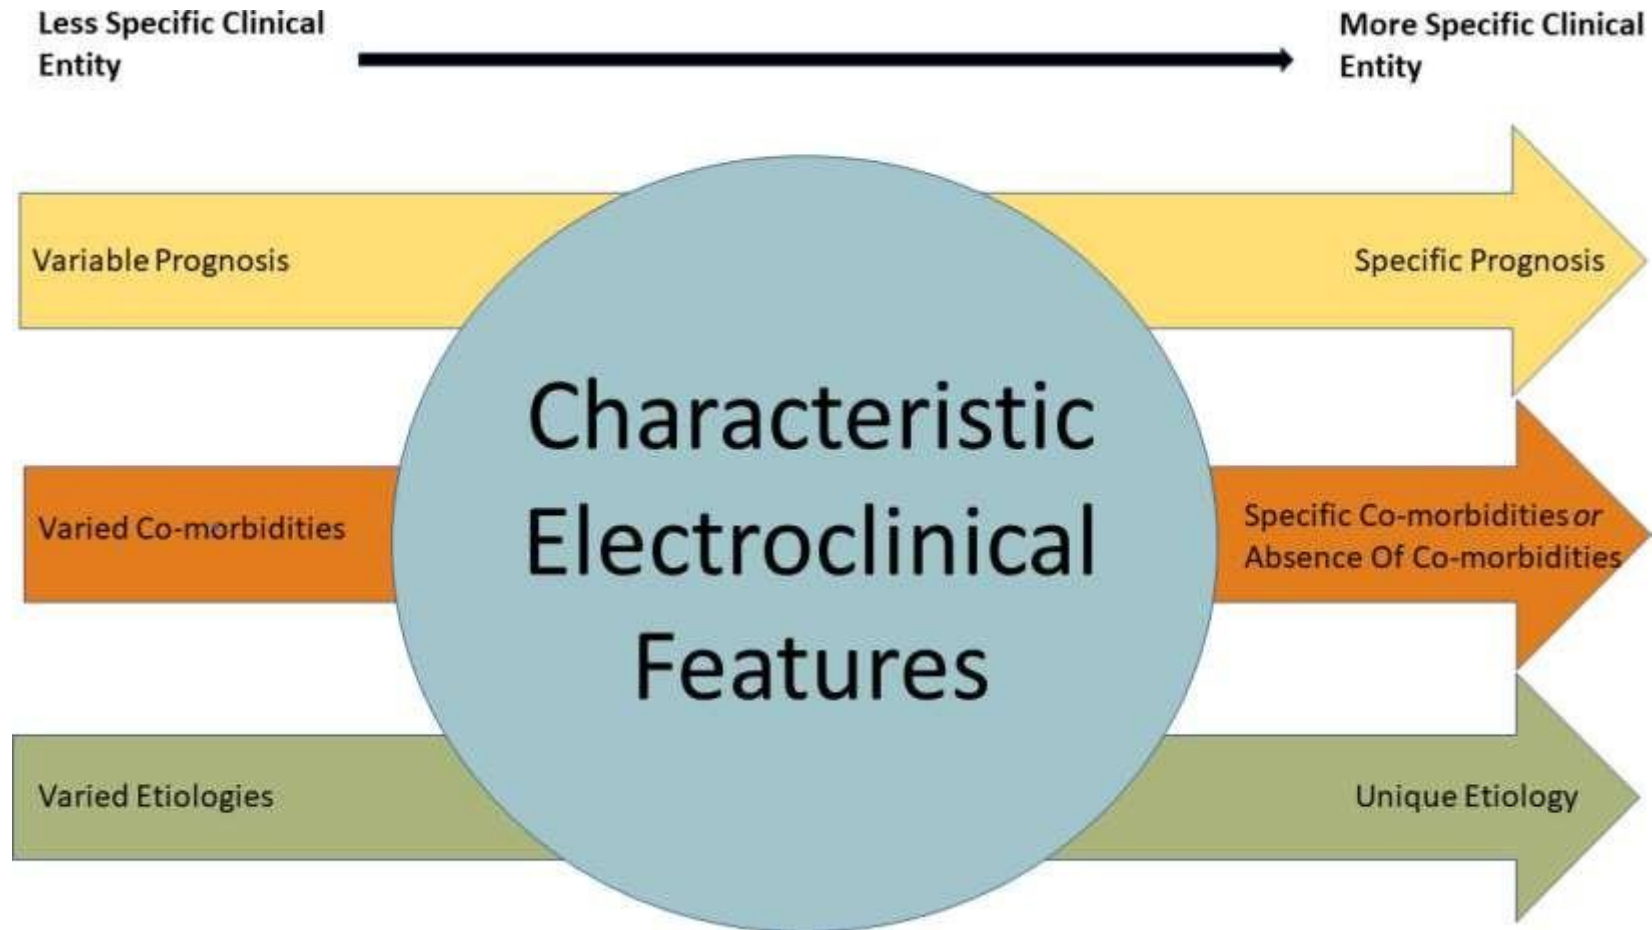 Less Specific Clinical
Entity
More Specific Clinical
Entity
Variable Prognosis
Specific Prognosis
Characteristic
Electroclinical
Features
Varied Co-morbidities
Specific Co-morbidities or
Absence Of Co-morbidities
Varied Etiologies
Unique Etiology